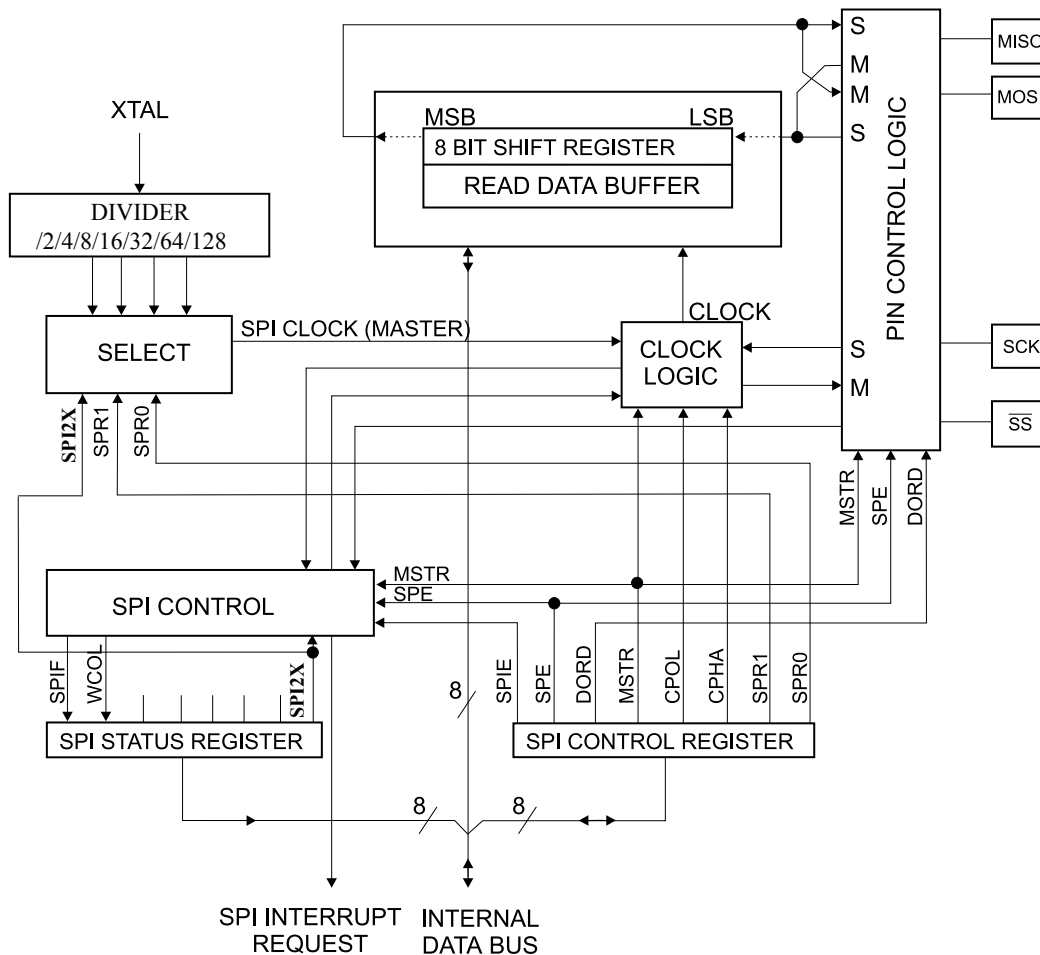 XTAL
DIVIDER
/2/4/8/16/32/64/128
SELECT
SPI2X
SPR1
SPR0
SPI CLOCK (MASTER)
MSB
LSB
8 BIT SHIFT REGISTER
READ DATA BUFFER
CLOCK
CLOCK
LOGIC
S
M
M
S
S
M
PIN CONTROL LOGIC
MISO
MOS
SCK
SS
MSTR
SPE
DORD
SPI CONTROL
MSTR
SPE
SPIF
WCOL
SPI2X
SPI STATUS REGISTER
8
SPIE
SPE
DORD
MSTR
CPOL
CPHA
SPR1
SPR0
SPI CONTROL REGISTER
8
8
SPI INTERRUPT
REQUEST
INTERNAL
DATA BUS